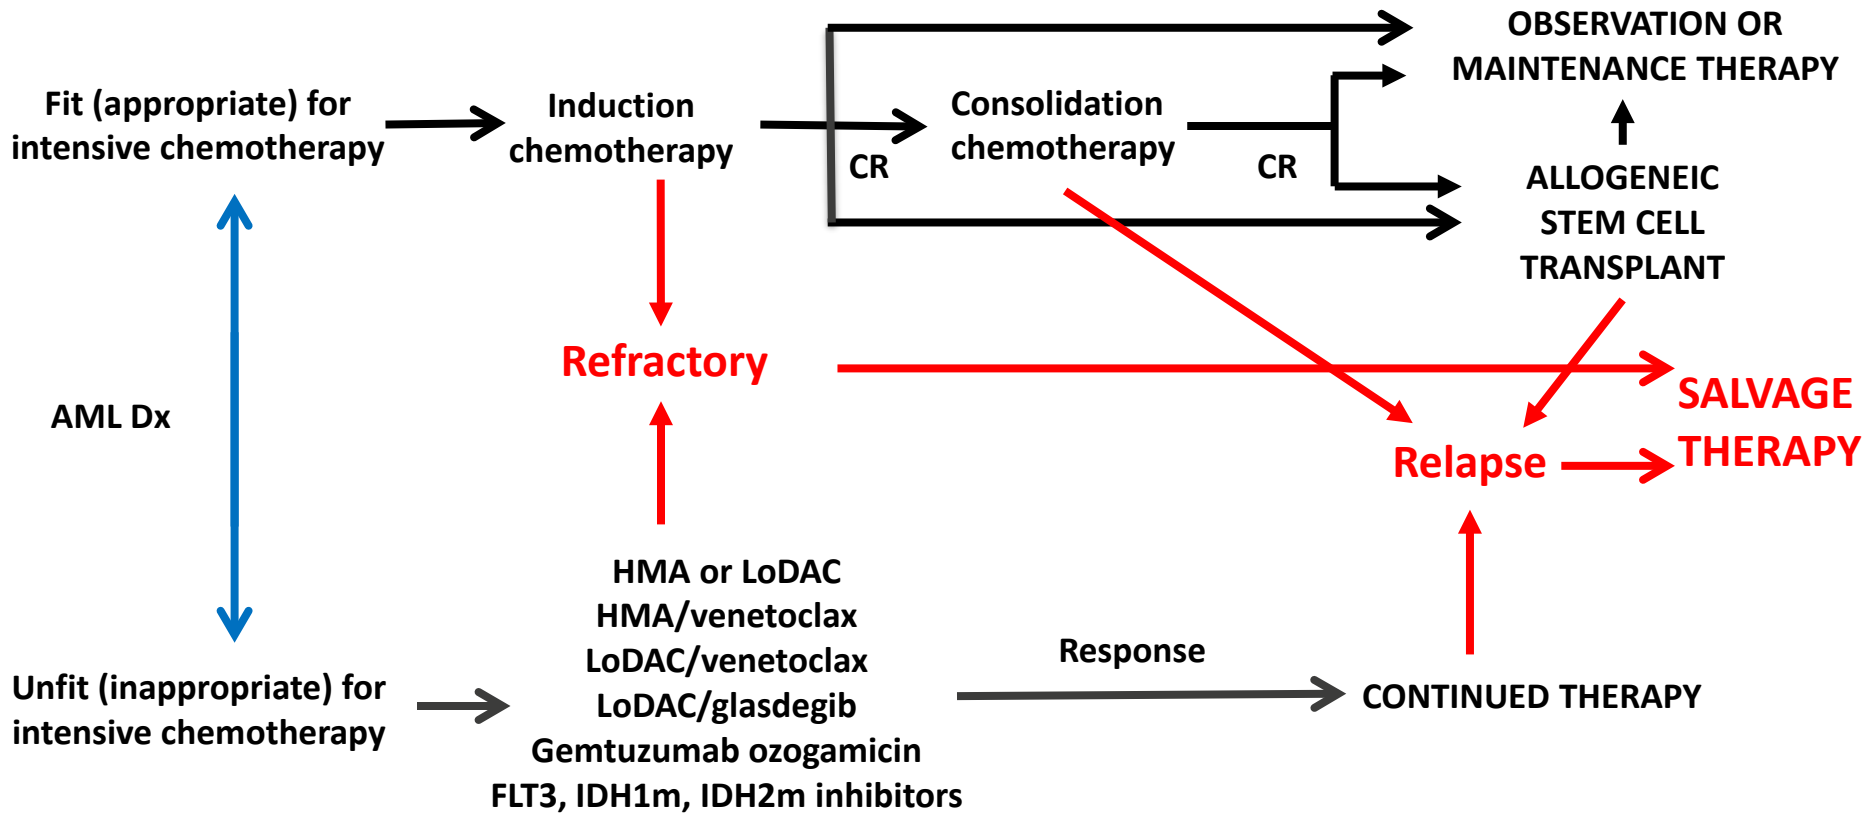 OBSERVATION OR
MAINTENANCE THERAPY
Fit (appropriate) for
intensive chemotherapy
Induction
chemotherapy
CR
Consolidation
chemotherapy
CR
ALLOGENEIC
STEM CELL
TRANSPLANT
Refractory
SALVAGE
THERAPY
AML Dx
Relapse
HMA or LoDAC
HMA/venetoclax
LoDAC/venetoclax
LoDAC/glasdegib
Gemtuzumab ozogamicin
FLT3, IDH1m, IDH2m inhibitors
Response
Unfit (inappropriate) for
intensive chemotherapy
CONTINUED THERAPY